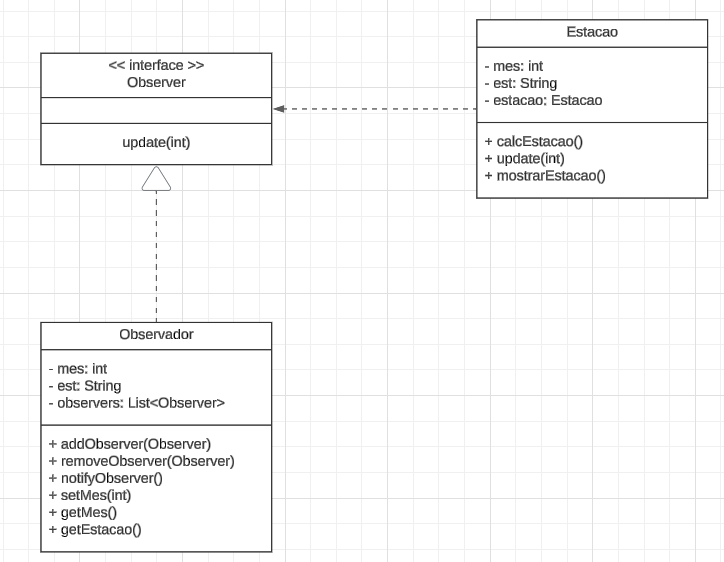 << interface >>
Observer
update(int)
Estacao
- mes: int
- est: String
- estacao: Estacao
+ calcEstacao()
+ update(int)
+ mostrarEstacao()
Observador
- mes: int
- est: String
- observers: List<Observer>
+ addObserver(Observer)
+ removeObserver(Observer)
+ notifyObserver()
+ setMes(int)
+ getMes()
+ getEstacao()